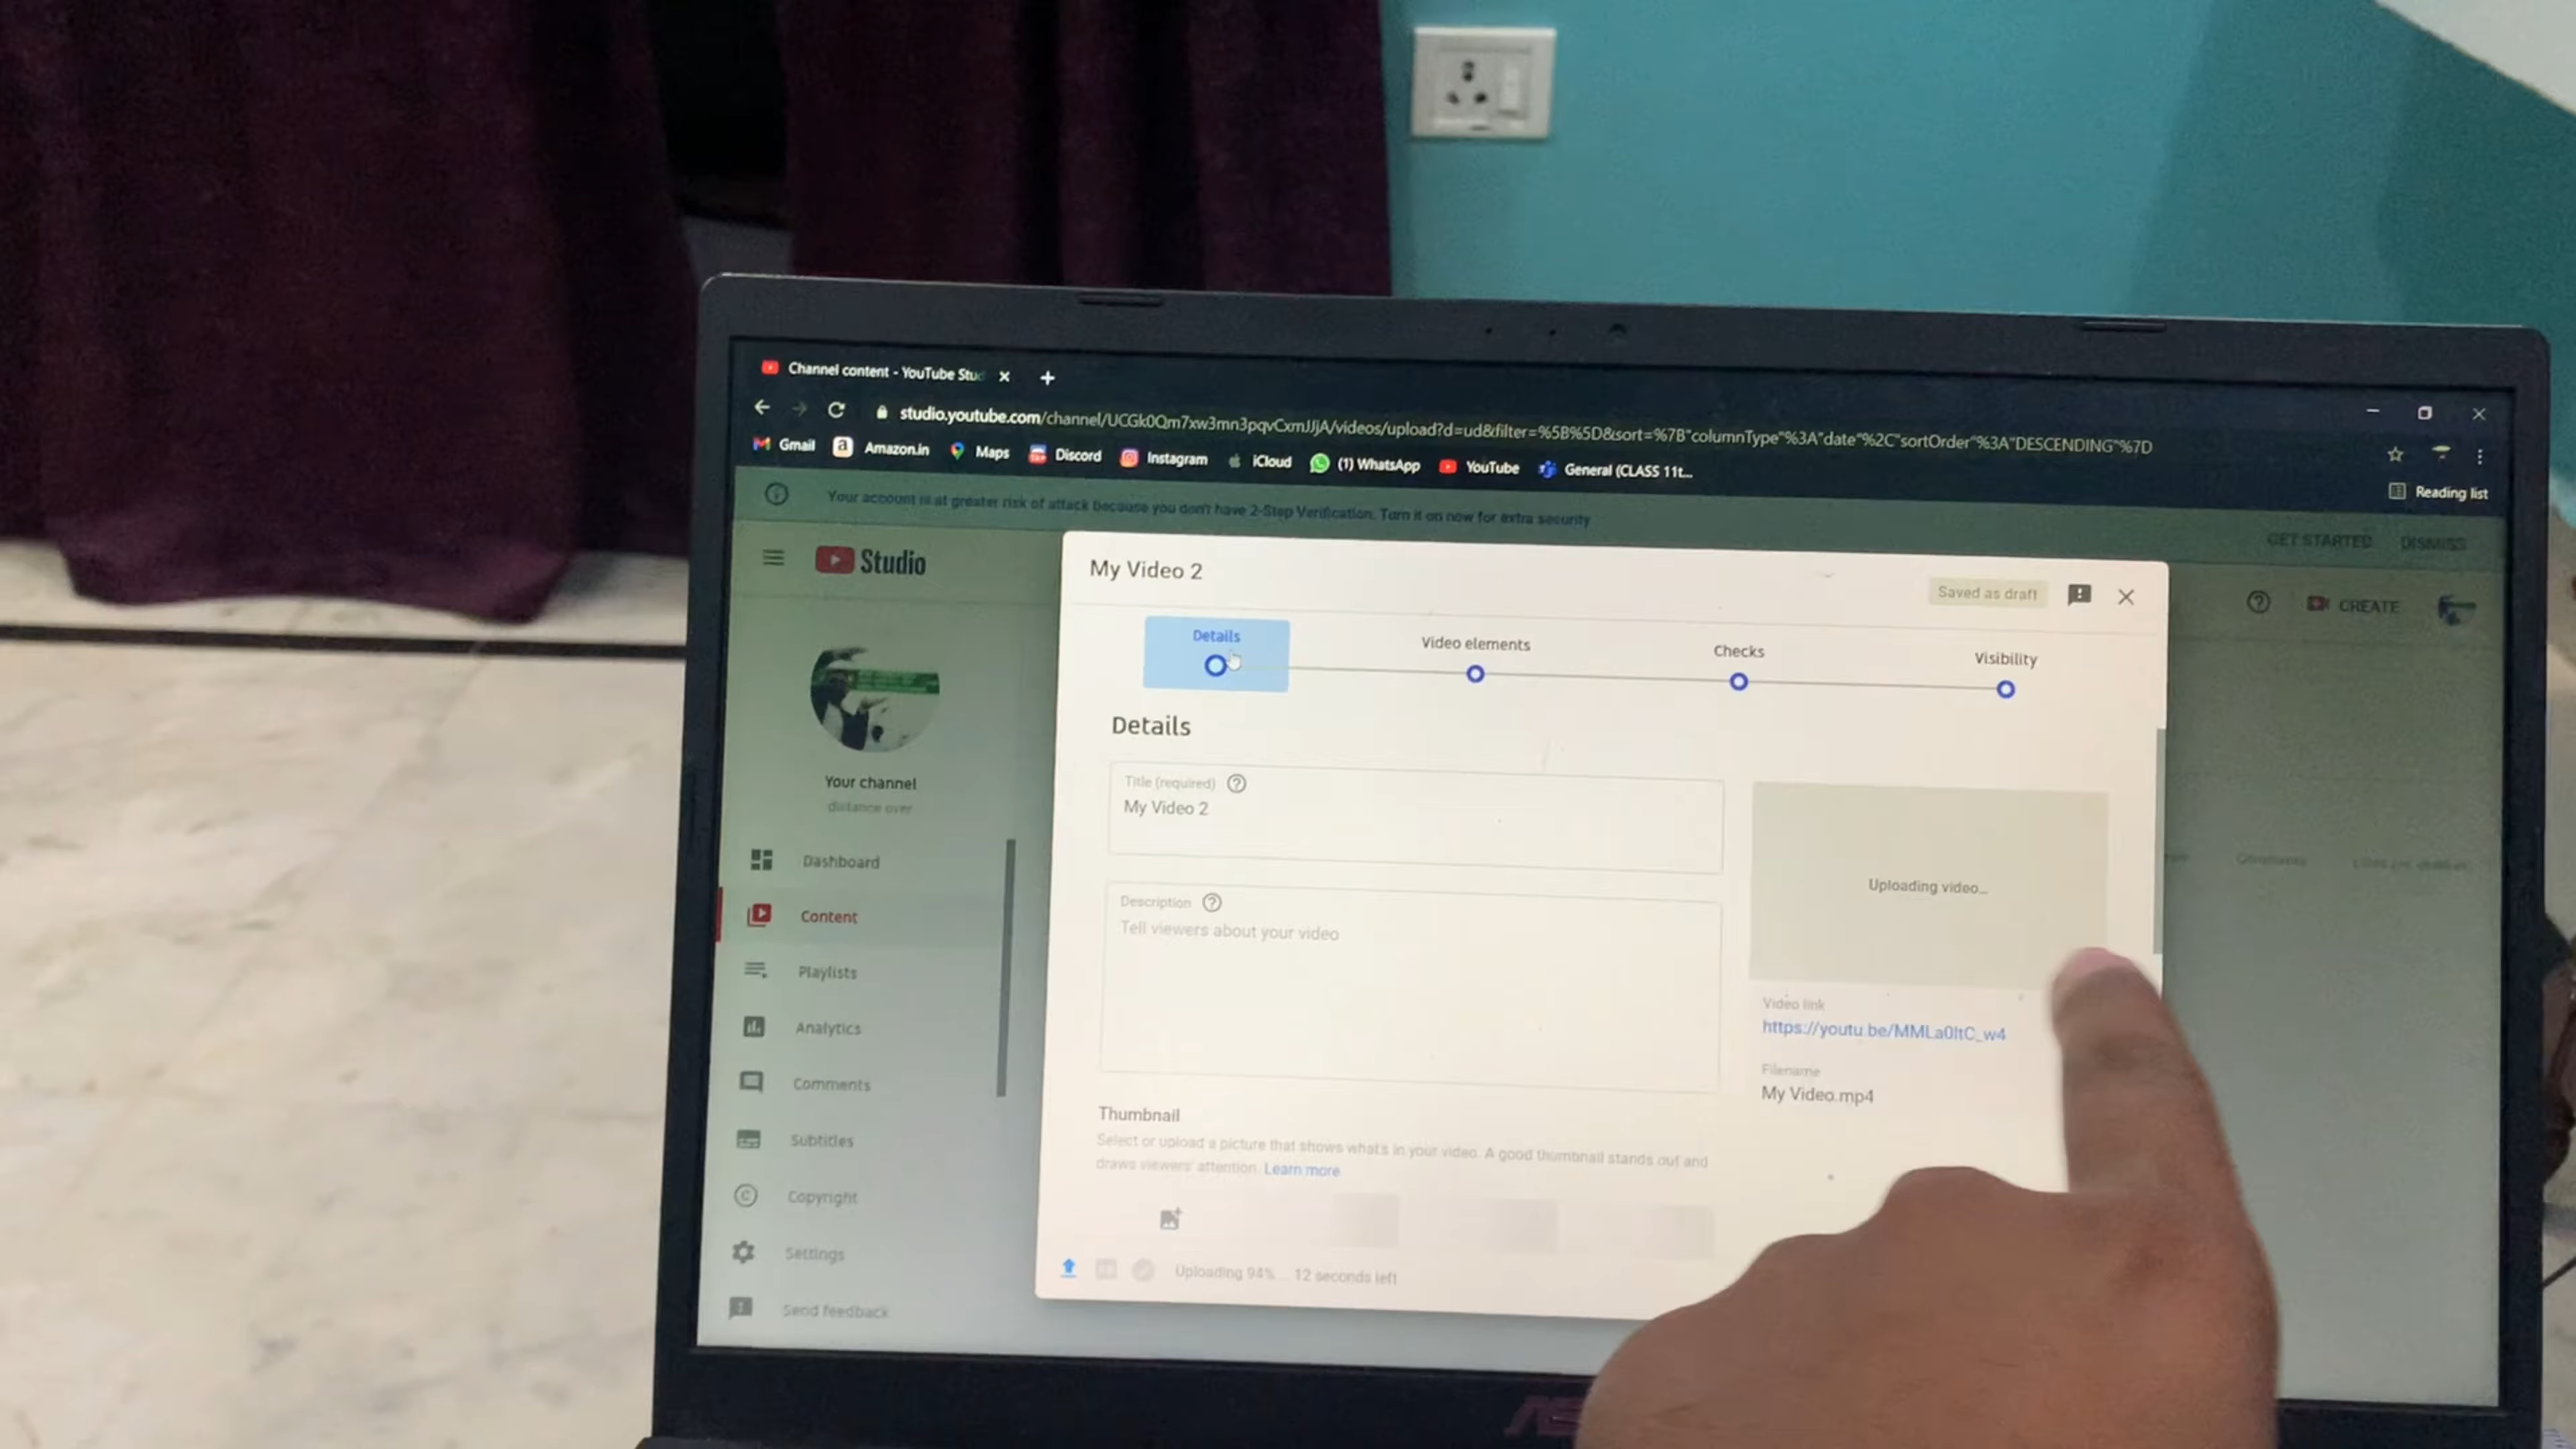 Channel content - YouTube Stu
studio.youtube.com/channel/UCGk0Qm7xw3mn3pqvCxmJJjA/videos/upload?d=ud&filter=%5B%5D&sort=%7B"columnType"%3A"date"%2C"sortOrder"%3A"DESCENDING"%7D
Gmail Amazon.in Maps Discord Instagram iCloud (1) WhatsApp YouTube General (CLASS 11t...
Reading list
Your account is at greater risk of attack because you don't have 2-Step Verification. Turn it on now for extra security
GET STARTED DISMISS
Studio
CREATE
My Video 2
Saved as draft
Details Video elements Checks Visibility
Your channel
distance over
Dashboard
Content
Playlists
Analytics
Comments
Subtitles
Copyright
Settings
Send feedback
Details
Title (required)
My Video 2
Description
Tell viewers about your video
Uploading video...
Video link
https://youtu.be/MMLa0ltC_w4
Filename
My Video.mp4
Thumbnail
Select or upload a picture that shows what's in your video. A good thumbnail stands out and
draws viewers' attention. Learn more
Uploading 94% ... 12 seconds left
Comments